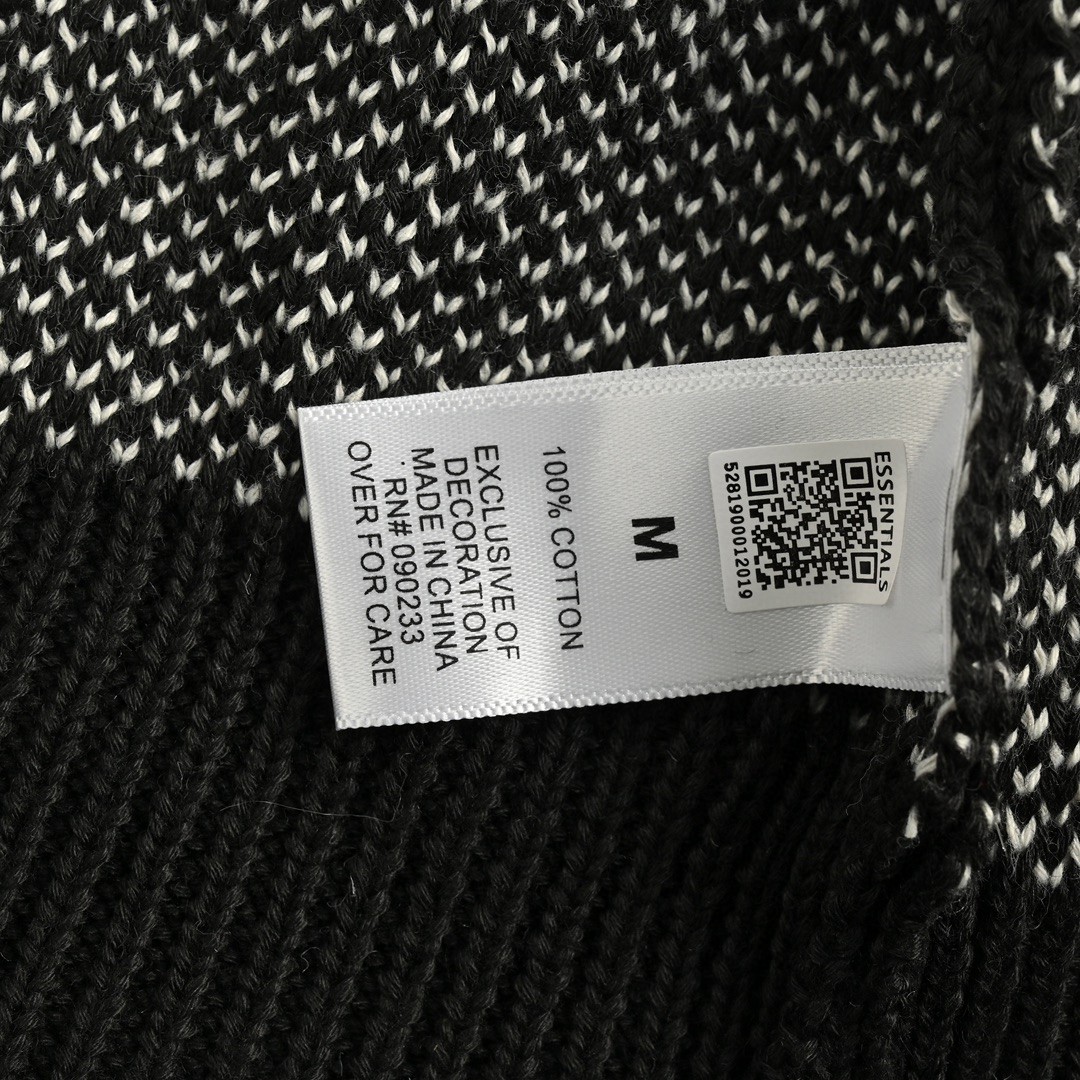 ESSENTIALS
5281900012019
M
100% COTTON
EXCLUSIVE OF
DECORATION
MADE IN CHINA
.RN# 090233
OVER FOR CARE